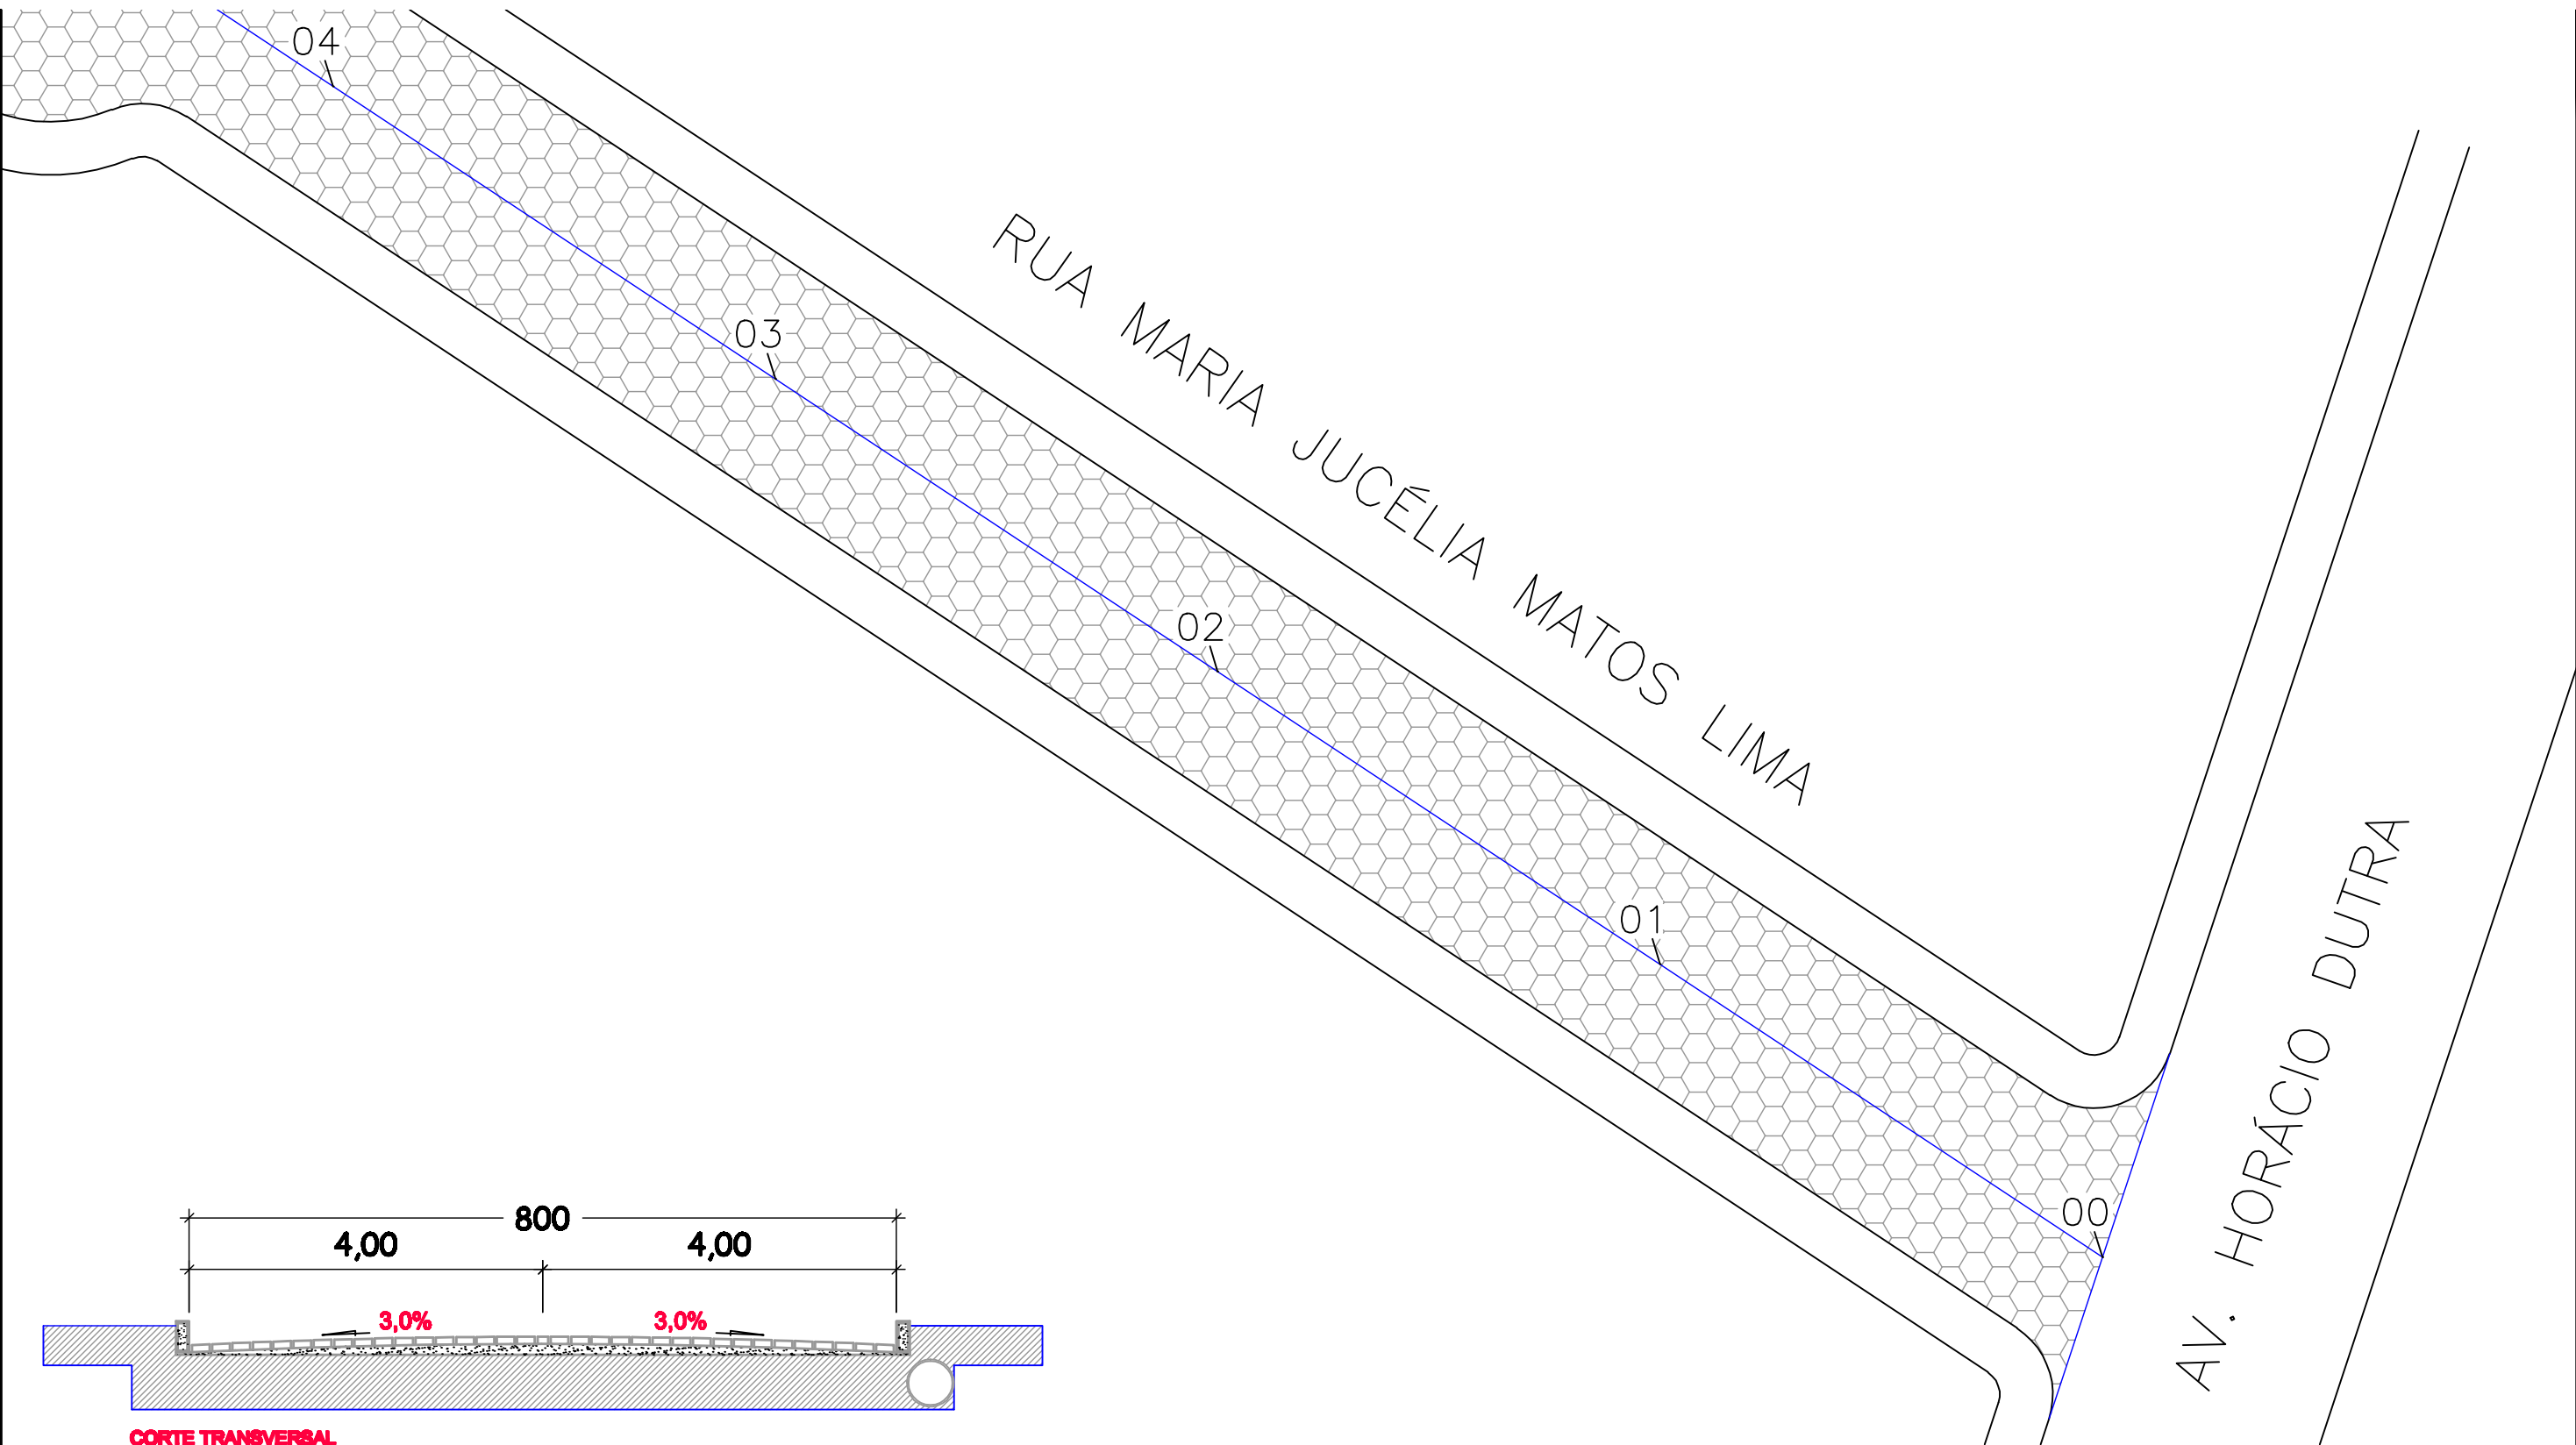 04
03
RUA MARIA JUCÉLIA MATOS LIMA
02
01
00
AV. HORÁCIO DUTRA
800
4,00 4,00
3,0% 3,0%
CORTE TRANSVERSAL